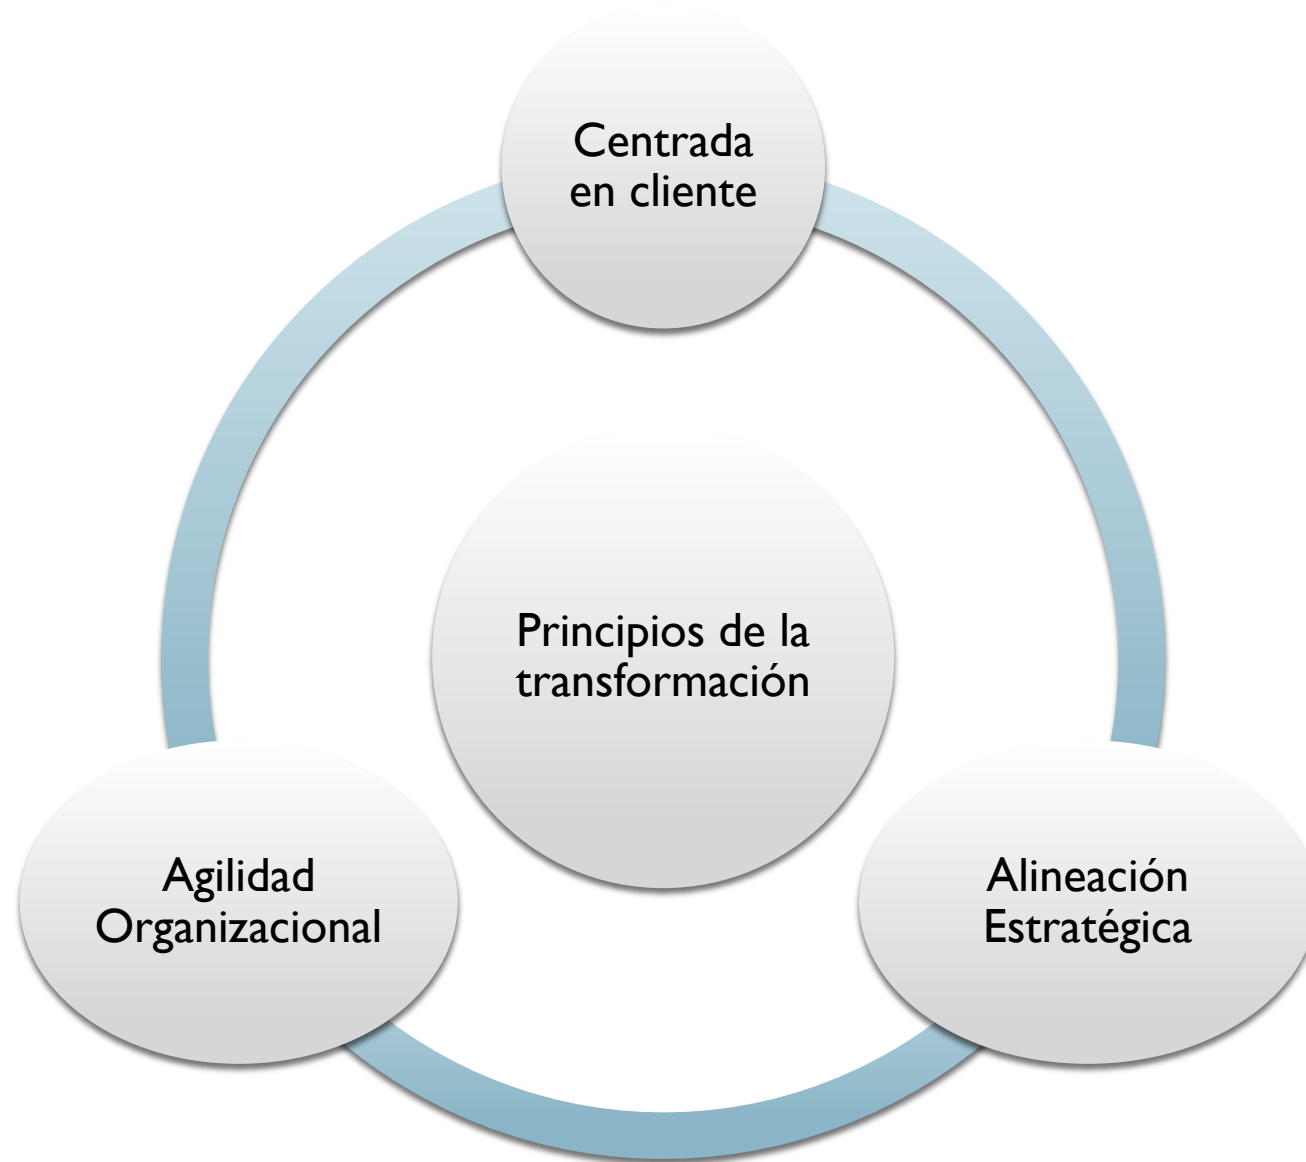 Centrada
en cliente
Principios de la
transformación
Agilidad
Organizacional
Alineación
Estratégica